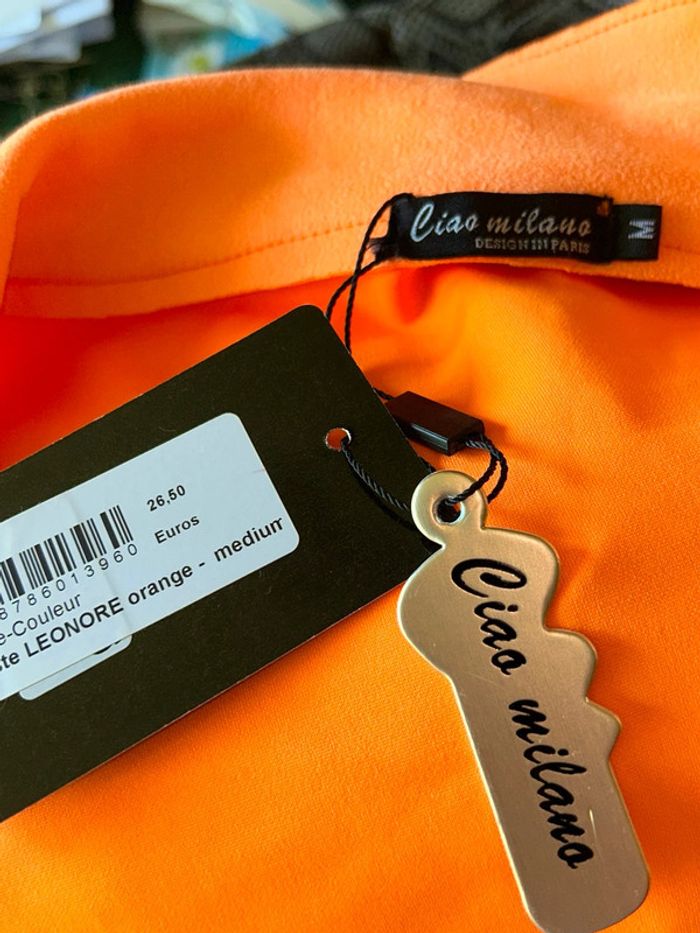 Ciao milano
DESIGN IN PARIS
M
26,50
Euros
8786013960
e-Couleur
ste LEONORE orange - medium
Ciao milano